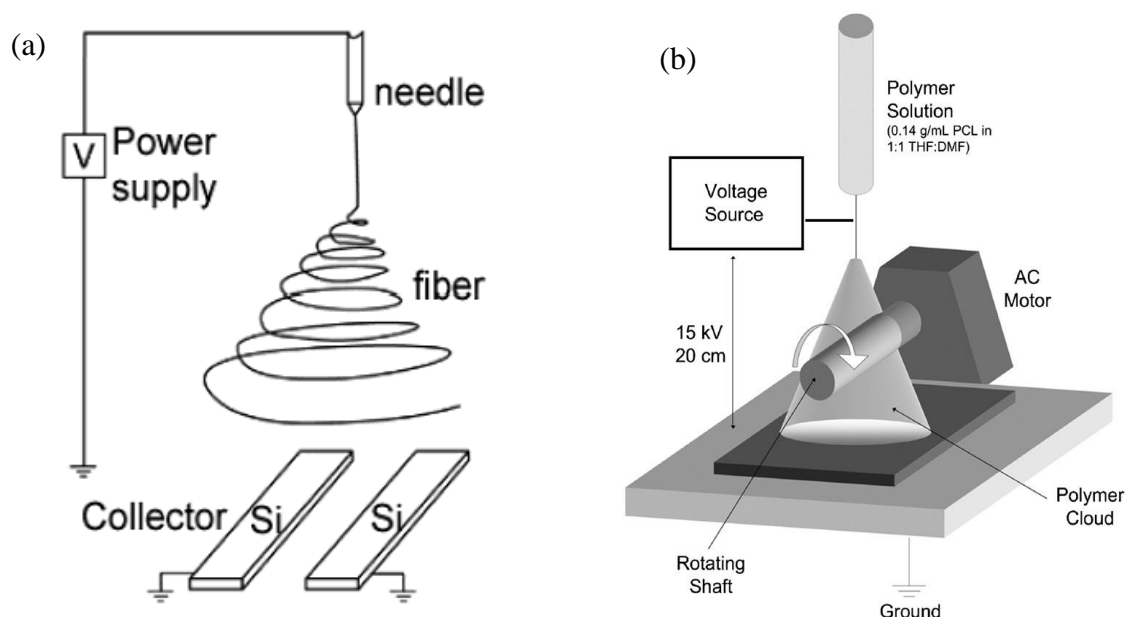 (a)
needle
V
Power
supply
fiber
Collector
Si
Si
(b)
Polymer
Solution
(0.14 g/mL PCL in
1:1 THF:DMF)
Voltage
Source
AC
Motor
15 kV
20 cm
Polymer
Cloud
Rotating
Shaft
Ground